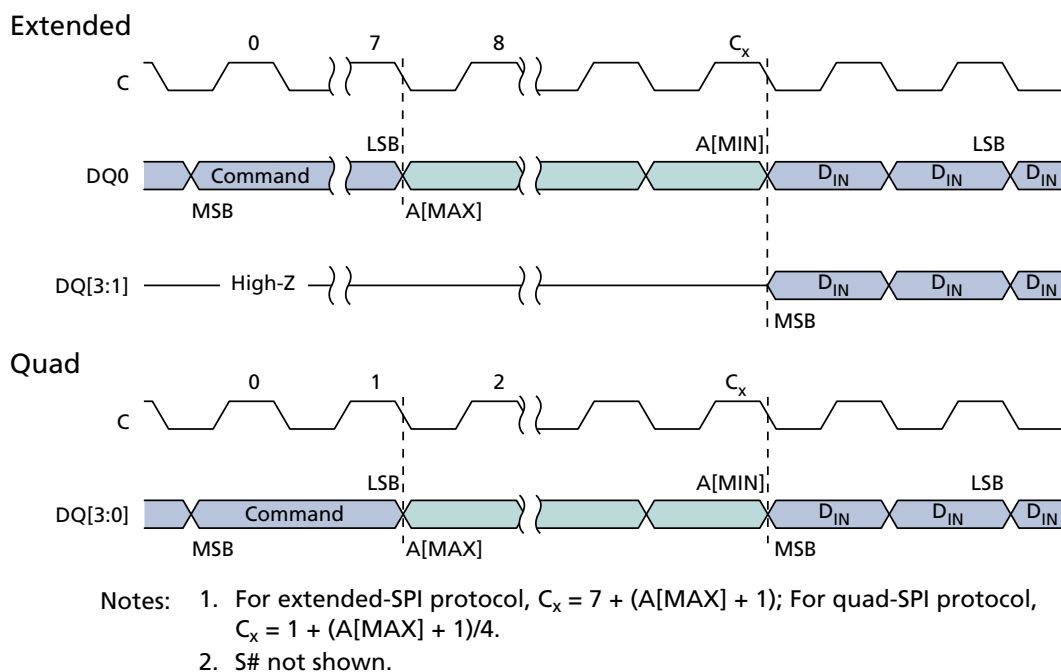 Extended
0 7 8 Cx
C
LSB A[MIN] LSB
DQ0 Command DIN DIN DIN
MSB A[MAX]
DQ[3:1] High-Z DIN DIN DIN
MSB
Quad
0 1 2 Cx
C
LSB A[MIN] LSB
DQ[3:0] Command DIN DIN DIN
MSB A[MAX] MSB
Notes: 1. For extended-SPI protocol, Cx = 7 + (A[MAX] + 1); For quad-SPI protocol,
Cx = 1 + (A[MAX] + 1)/4.
2. S# not shown.